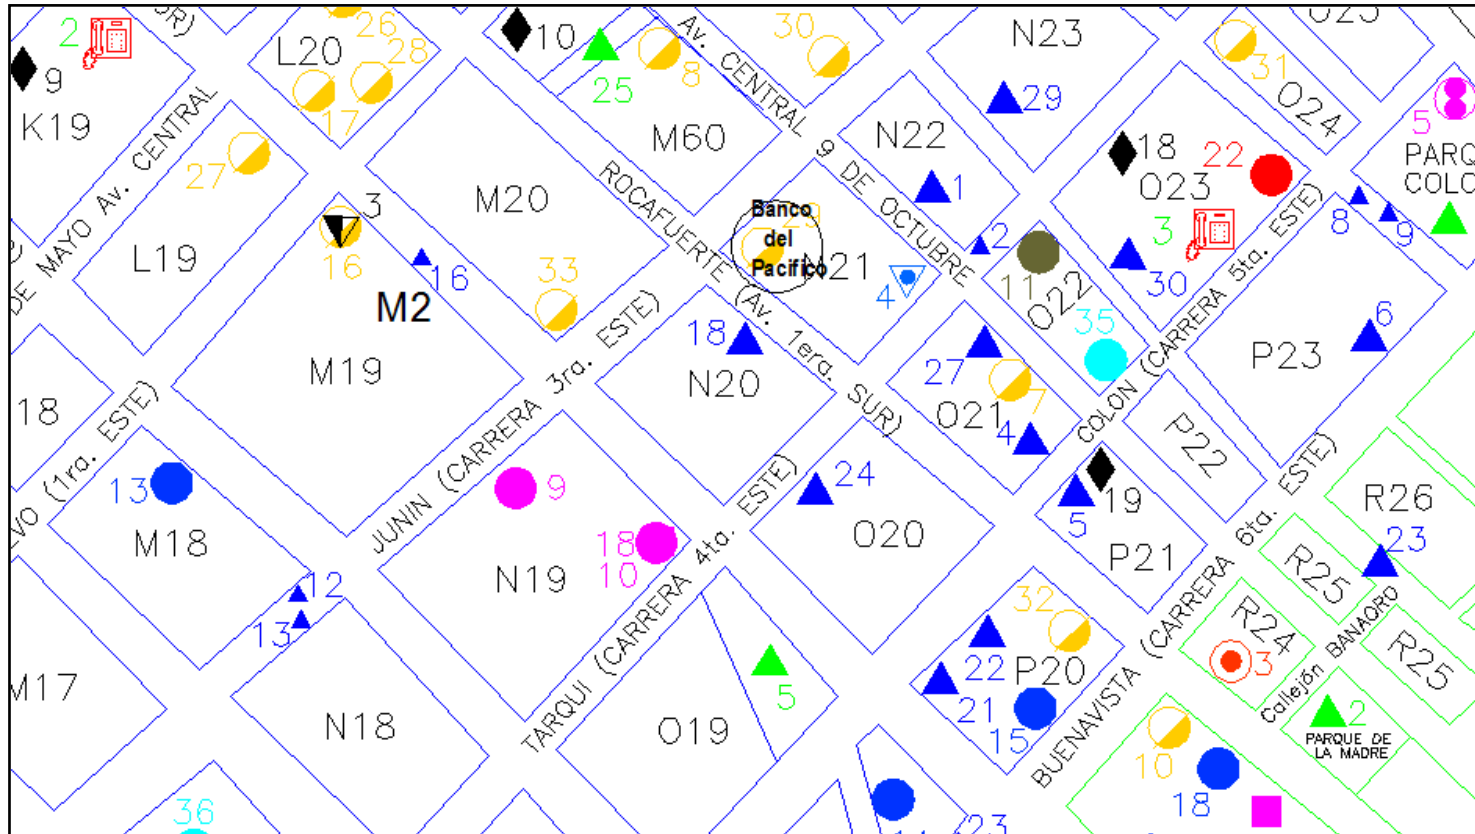 2
9
K19
DE MAYO Av. CENTRAL
L20
26
28
17
27
L19
10
25
8
Av. CENTRAL
30
M60
M20
ROCAFUERTE (Av. 1era. SUR)
9 DE OCTUBRE
N23
29
N22
1
2
31
O24
18
22
O23
3
30
5
8
9
3
16
16
M2
33
M19
Banco
del
Pacifico
23
N21
4
11
O22
35
COLON (CARRERA 5ta. ESTE)
6
P23
18
N20
27
7
O21
4
P22
18
(1ra. ESTE)
JUNIN (CARRERA 3ra. ESTE)
13
M18
9
18
10
N19
TARQUI (CARRERA 4ta. ESTE)
24
O20
19
5
P21
R26
23
R25
R24
3
Callejón BANAORO
R25
BUENAVISTA (CARRERA 6ta. ESTE)
12
13
M17
N18
5
O19
32
22
P20
21
15
2
PARQUE DE
LA MADRE
10
18
36
23